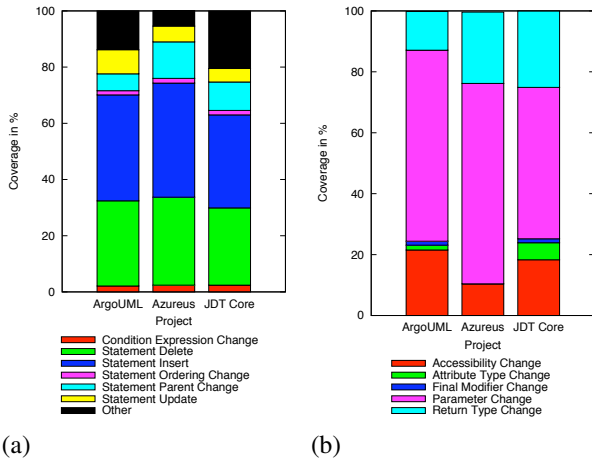 100
80
60
40
20
0
Coverage in %
ArgoUML Azureus JDT Core
Project
Condition Expression Change
Statement Delete
Statement Insert
Statement Ordering Change
Statement Parent Change
Statement Update
Other
(a)
100
80
60
40
20
0
Coverage in %
ArgoUML Azureus JDT Core
Project
Accessibility Change
Attribute Type Change
Final Modifier Change
Parameter Change
Return Type Change
(b)